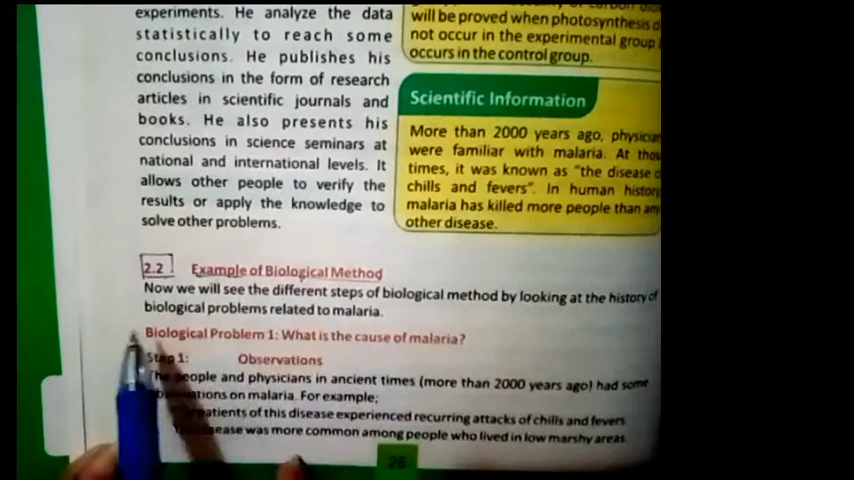 experiments. He analyze the data
statistically to reach some
conclusions. He publishes his
conclusions in the form of research
articles in scientific journals and
books. He also presents his
conclusions in science seminars at
national and international levels. It
allows other people to verify the
results or apply the knowledge to
solve other problems.
will be proved when photosynthesis
not occur in the experimental group
occurs in the control group.
Scientific Information
More than 2000 years ago,
were familiar with malaria. At
times, it was known as "the disease
chills and fevers". In human
malaria has killed more people than
other disease.
2.2 Example of Biological Method
Now we will see the different steps of biological method by looking at the history of
biological problems related to malaria.
Biological Problem 1: What is the cause of malaria?
Step 1: Observations
The people and physicians in ancient times (more than 2000 years ago) had some
on malaria. For example;
patients of this disease experienced recurring attacks of chills and fevers
was more common among people who lived in low marshy areas.
26